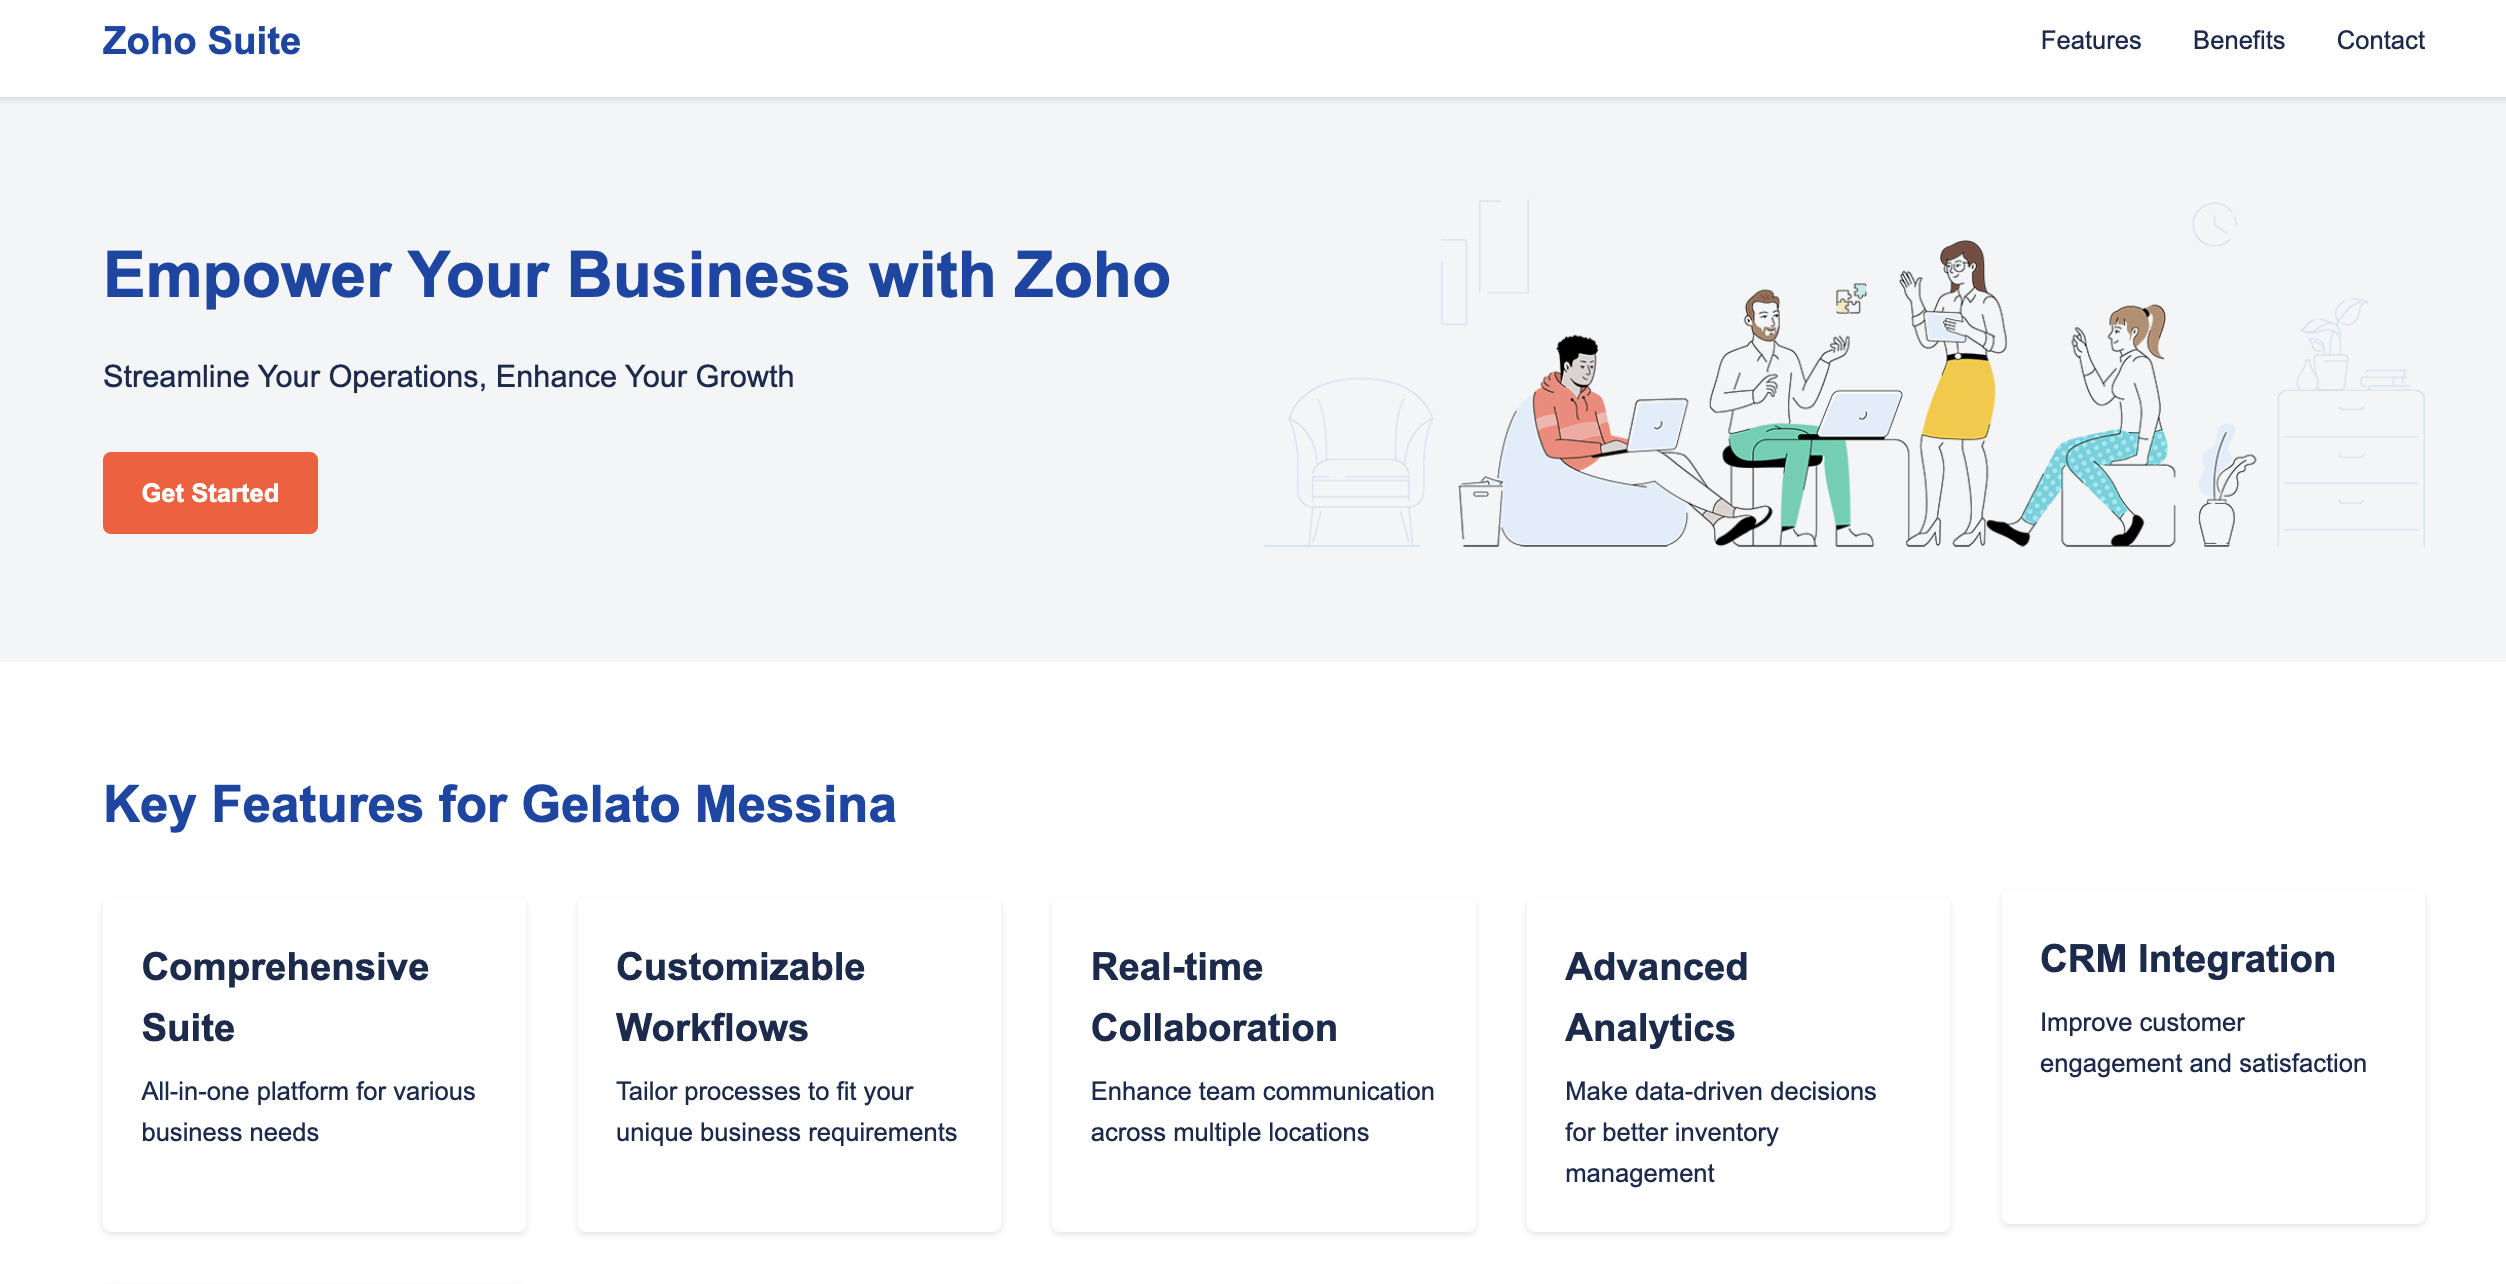 Zoho Suite
Features
Benefits
Contact
Empower Your Business with Zoho
Streamline Your Operations, Enhance Your Growth
Get Started
Key Features for Gelato Messina
Comprehensive
Suite
All-in-one platform for various
business needs
Customizable
Workflows
Tailor processes to fit your
unique business requirements
Real-time
Collaboration
Enhance team communication
across multiple locations
Advanced
Analytics
Make data-driven decisions
for better inventory
management
CRM Integration
Improve customer
engagement and satisfaction